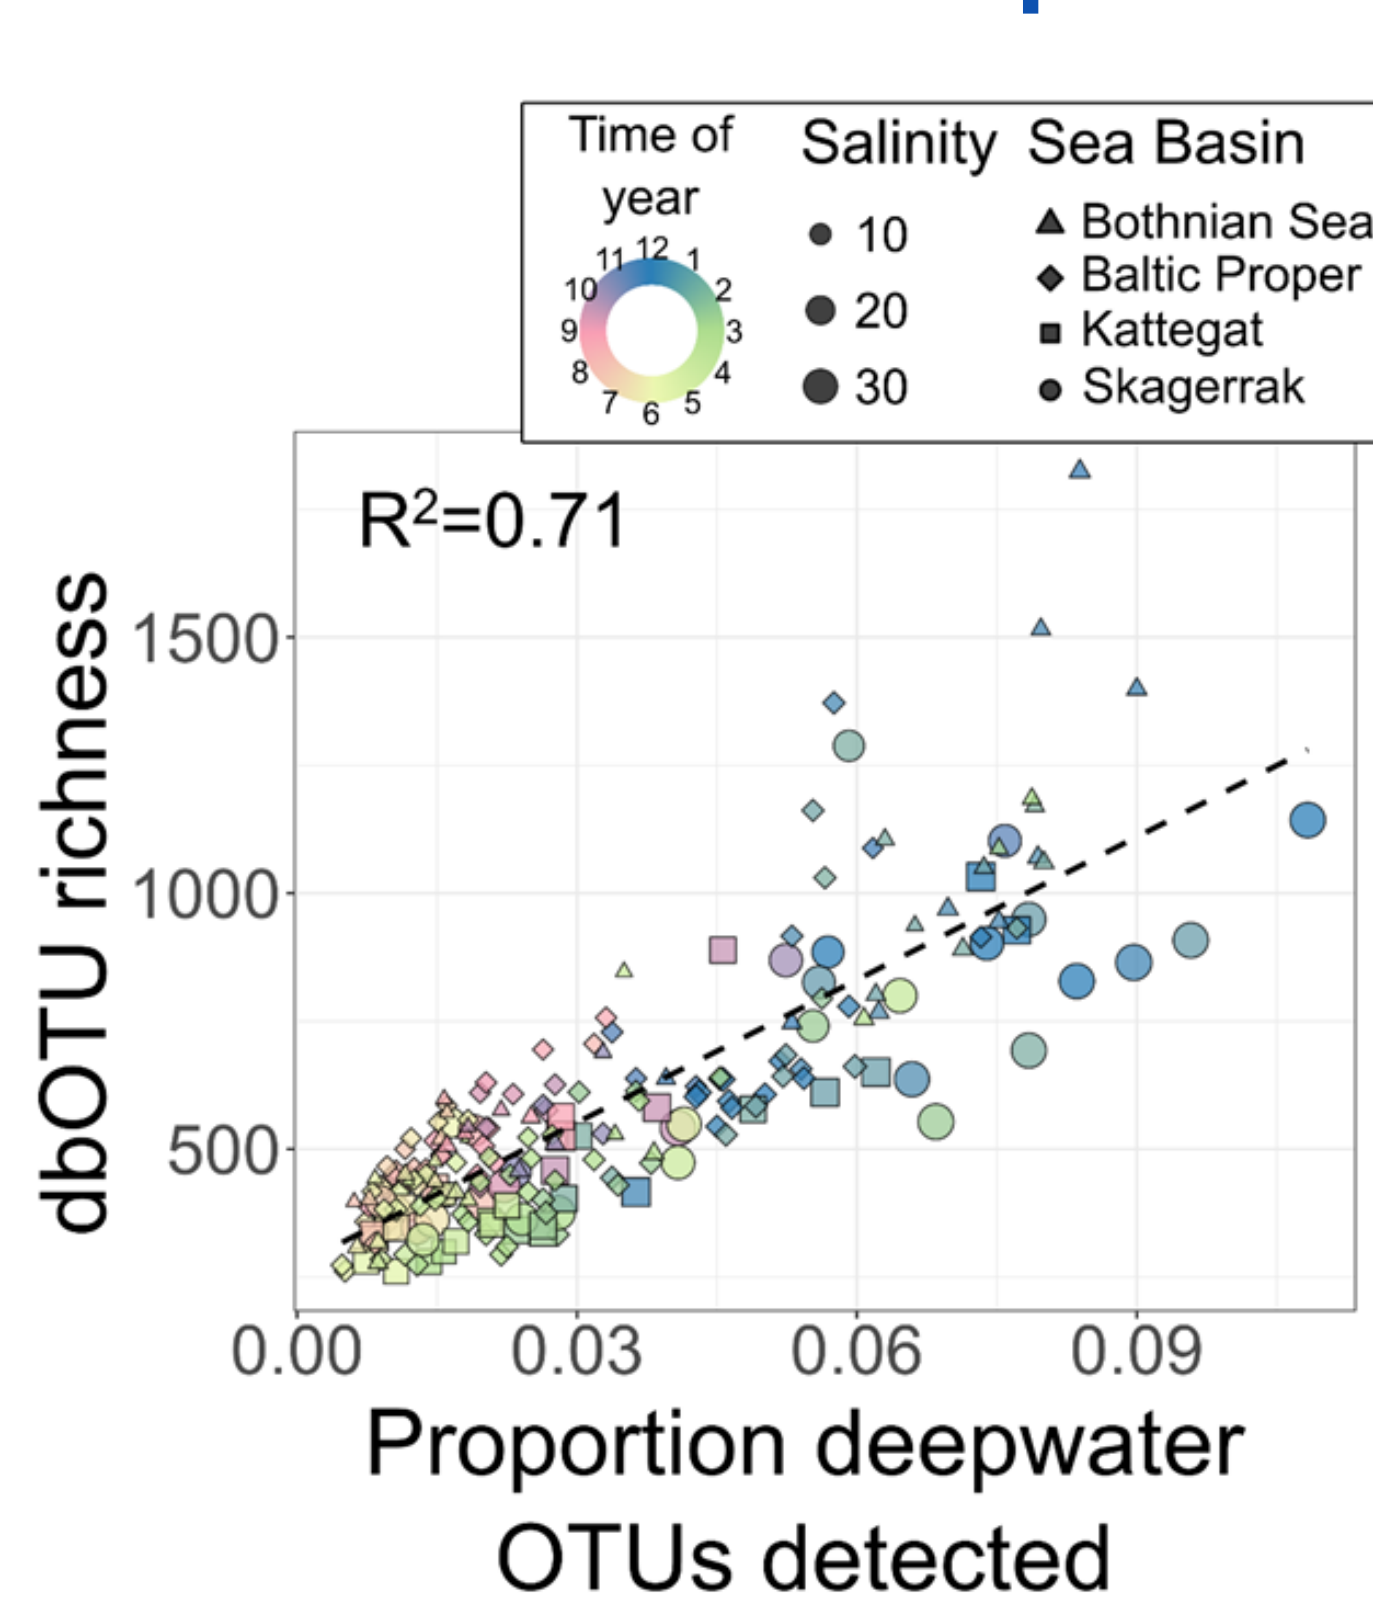 Time of
year
12
11
1
10
2
9
3
8
4
7
5
6
Salinity
10
20
30
Sea Basin
Bothnian Sea
Baltic Proper
Kattegat
Skagerrak
R²=0.71
dbOTU richness
1500
1000
500
0.00
0.03
0.06
0.09
Proportion deepwater
OTUs detected